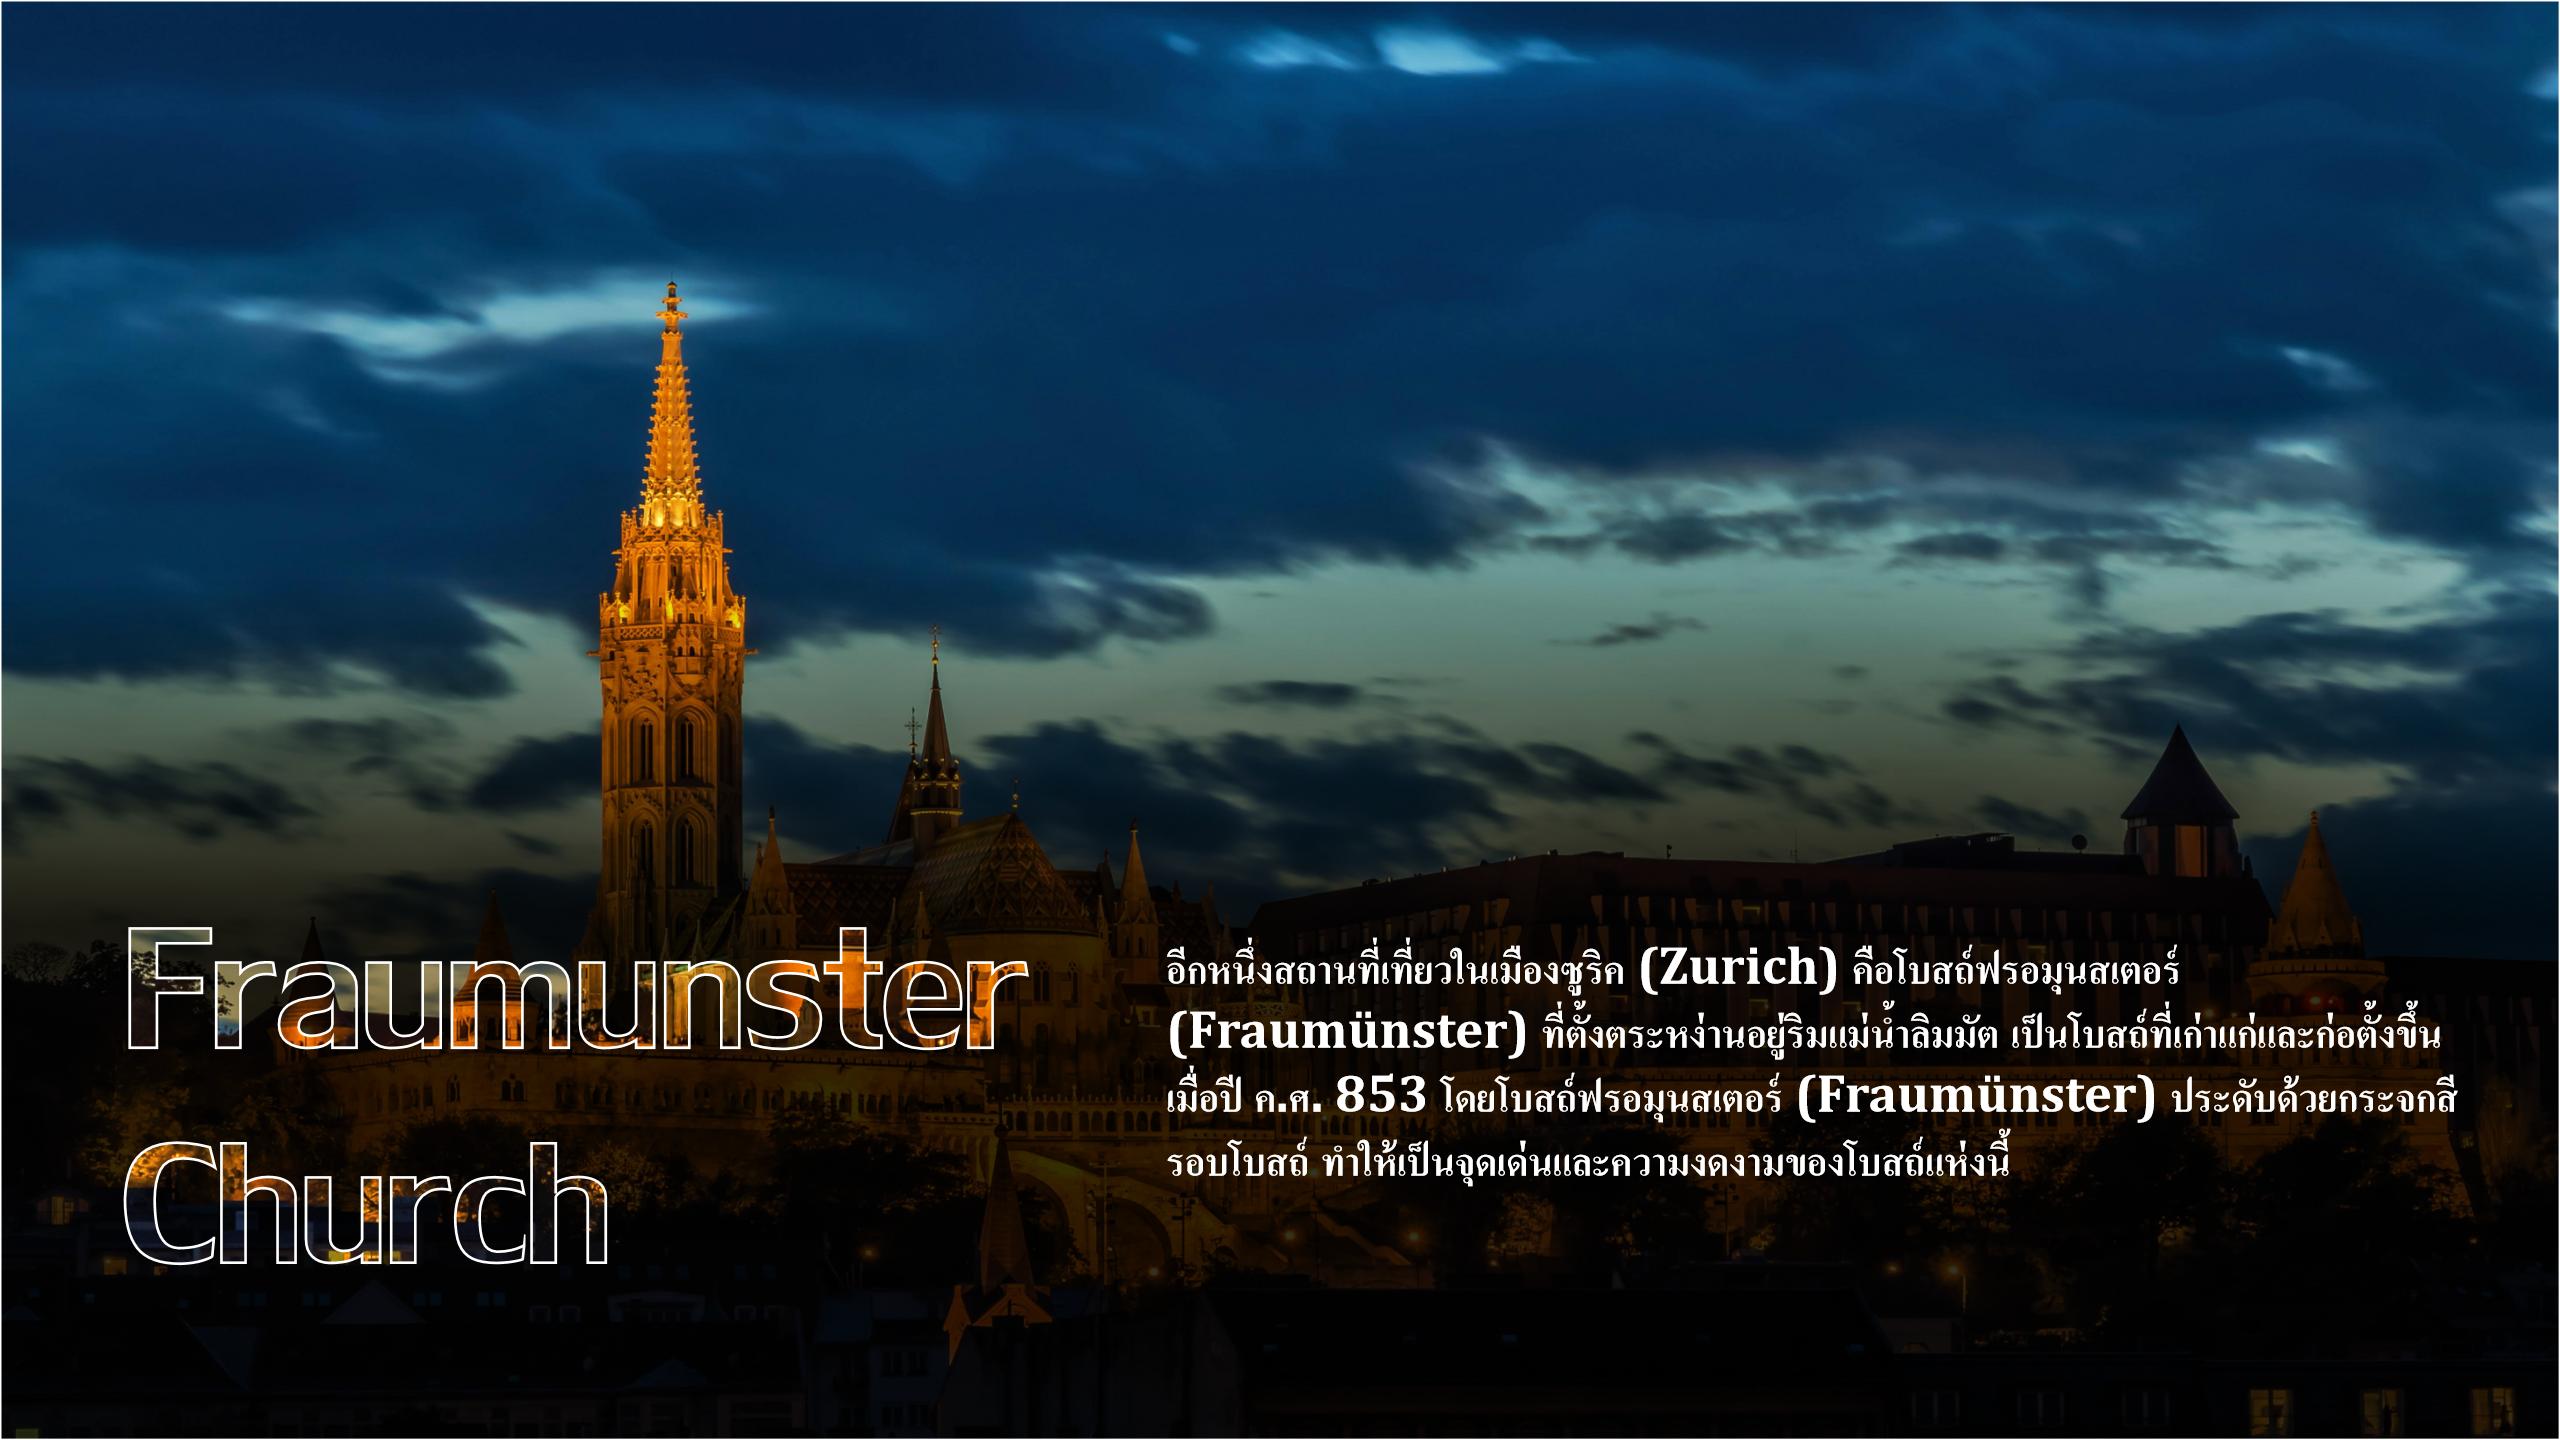 Fraumunster
Church
อีกหนึ่งสถานที่เที่ยวในเมืองซูริค (Zurich) คือโบสถ์ฟรอมุนสเตอร์
(Fraumünster) ที่ตั้งตระหง่านอยู่ริมแม่น้ำลิมมัต เป็นโบสถ์ที่เก่าแก่และก่อตั้งขึ้น
เมื่อปี ค.ศ. 853 โดยโบสถ์ฟรอมุนสเตอร์ (Fraumünster) ประดับด้วยกระจกสี
รอบโบสถ์ ทำให้เป็นจุดเด่นและความงดงามของโบสถ์แห่งนี้